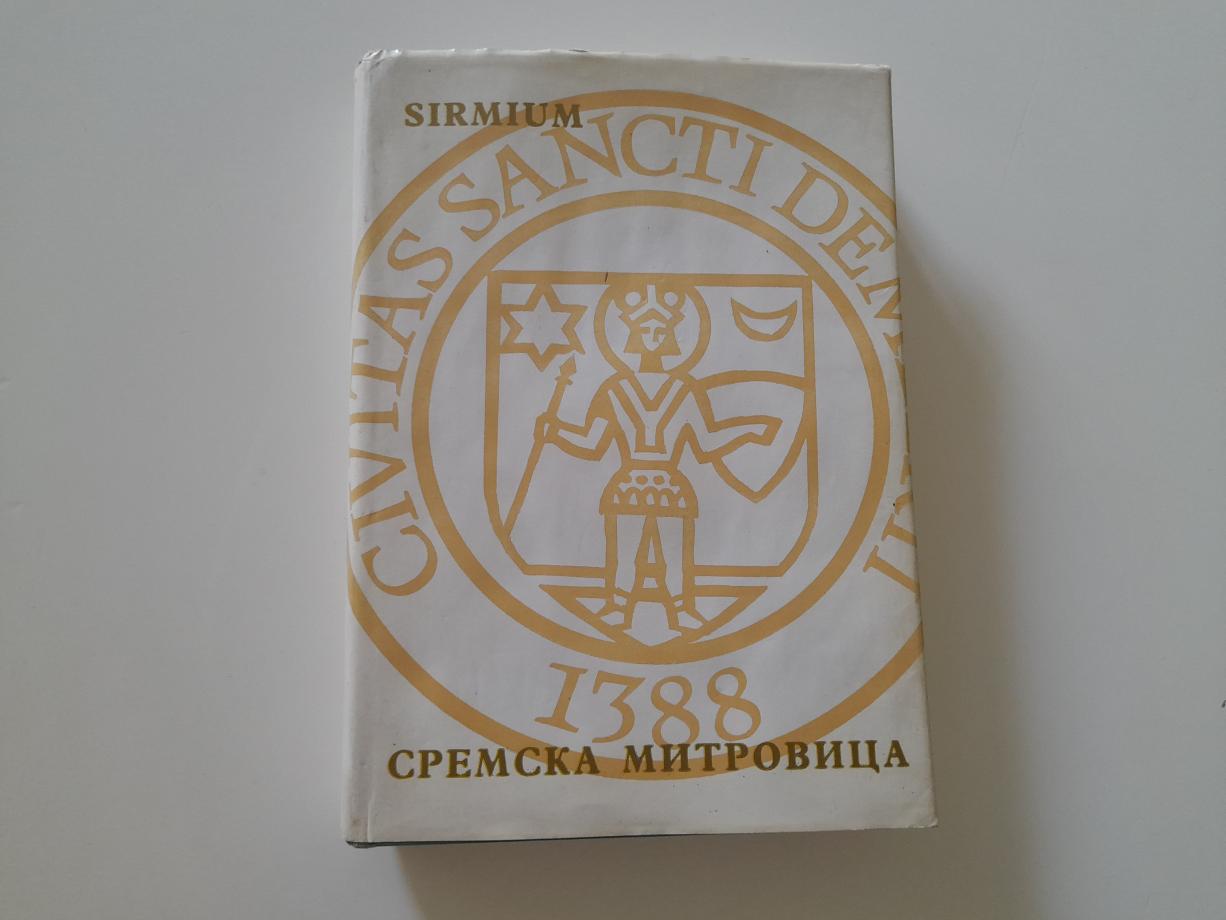 SIRMIUM
CIVITAS SANCTI
1388
СРЕМСКА МИТРОВИЦА